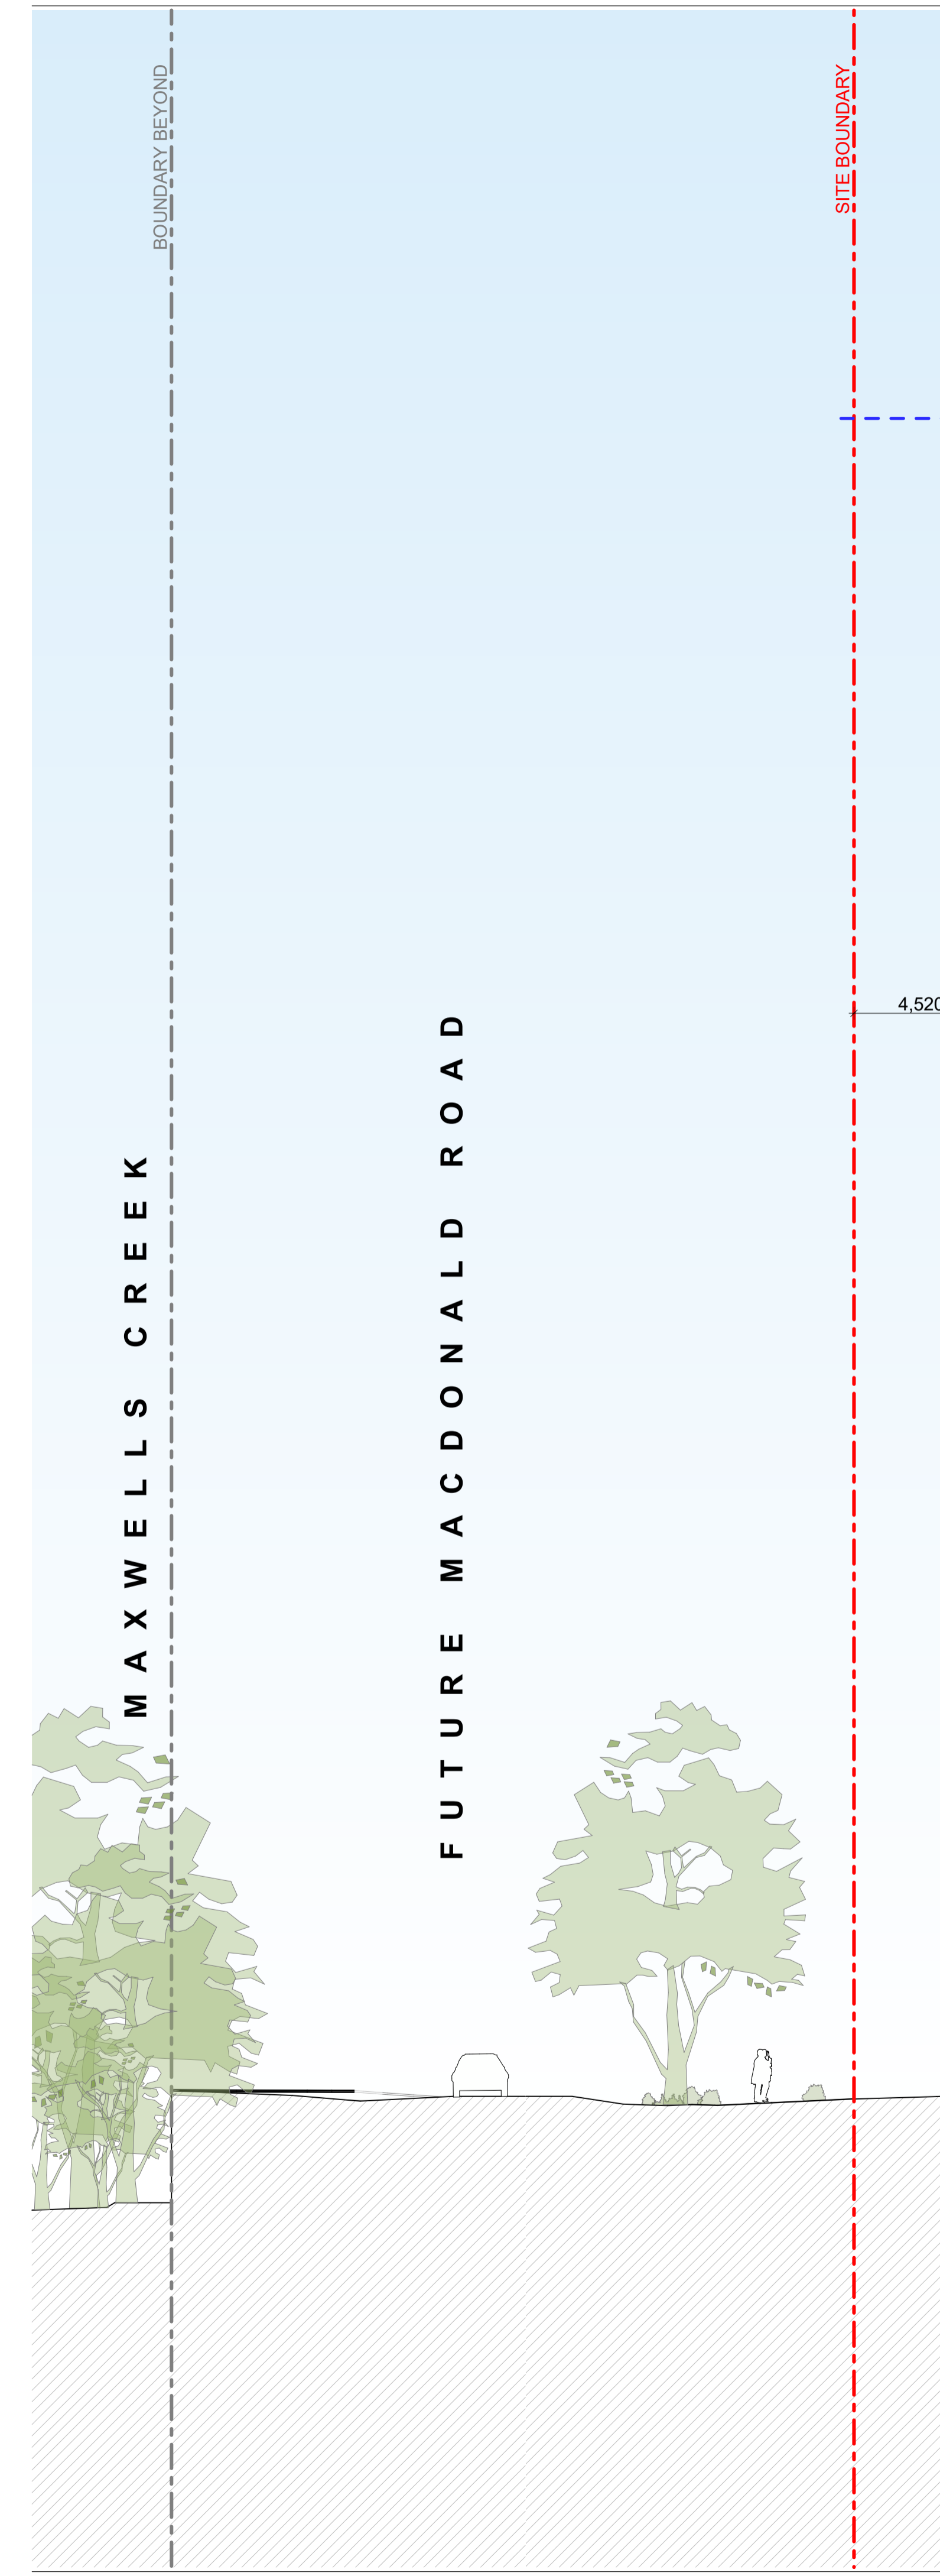 BOUNDARY BEYOND
SITE BOUNDARY
4,520
MAXWELLS CREEK
FUTURE MACDONALD ROAD